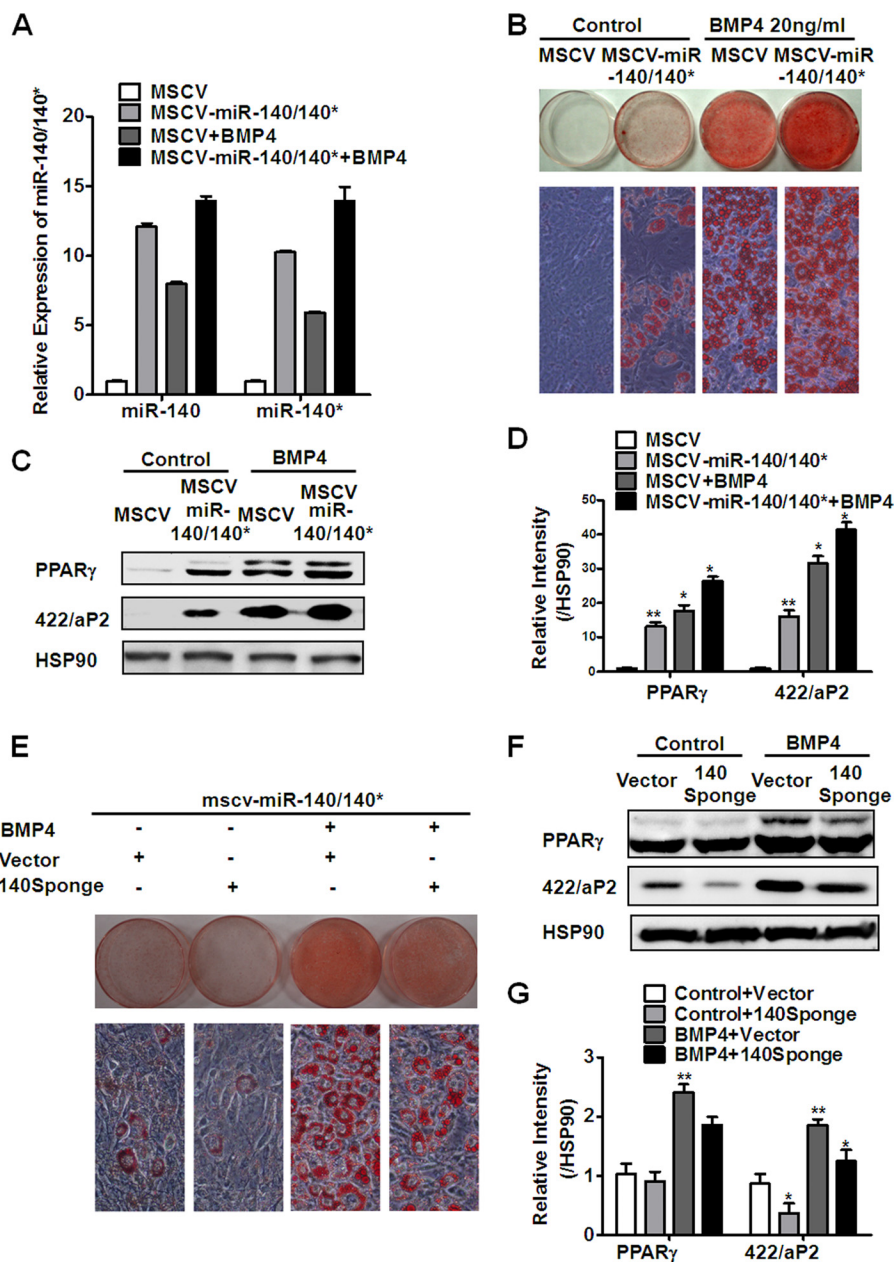 A
Relative Expression of miR-140/140*
MSCV
MSCV-miR-140/140*
MSCV+BMP4
MSCV-miR-140/140*+BMP4
20
15
10
5
0
miR-140 miR-140*
B
Control BMP4 20ng/ml
MSCV MSCV-miR MSCV MSCV-miR
-140/140* -140/140*
C
Control BMP4
MSCV MSCV miR-140/140* MSCV MSCV miR-140/140*
PPARγ
422/aP2
HSP90
D
MSCV
MSCV-miR-140/140*
MSCV+BMP4
MSCV-miR-140/140*+BMP4
Relative Intensity
(/HSP90)
50
40
30
20
10
0
** * *
** * *
PPARγ 422/aP2
E
mscv-miR-140/140*
BMP4 - - + +
Vector + - + -
140Sponge - + - +
F
Control BMP4
Vector 140 Vector 140
Sponge Sponge
PPARγ
422/aP2
HSP90
G
Control+Vector
Control+140Sponge
BMP4+Vector
BMP4+140Sponge
Relative Intensity
(/HSP90)
3
2
1
0
**
* ** *
PPARγ 422/aP2